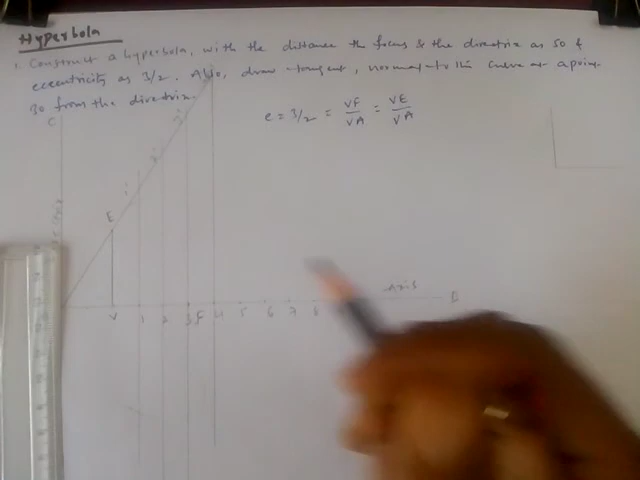 Hyperbola
1. Construct a hyperbola, with the distance the focus & the directrix as 50 &
eccentricity as 3/2. Also, draw tangent, normal to the curve at a point
30 from the directrix.
C
e = 3/2 = VF/VA = VE/VA
2'
1'
E
Axis
B
V 1 2 3 F 4 5 6 7 8